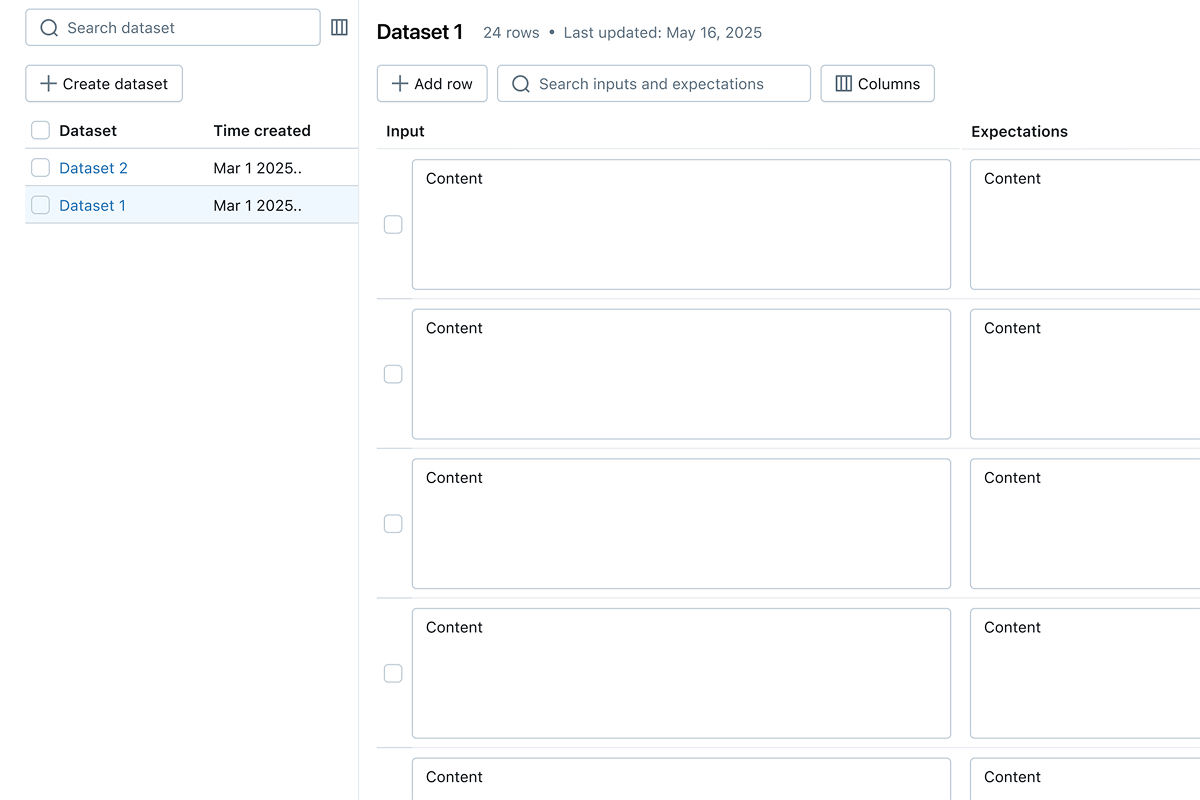 Search dataset
Create dataset
Dataset Time created
Dataset 2 Mar 1 2025..
Dataset 1 Mar 1 2025..
Dataset 1 24 rows • Last updated: May 16, 2025
Add row Search inputs and expectations Columns
Input Expectations
Content Content
Content Content
Content Content
Content Content
Content Content